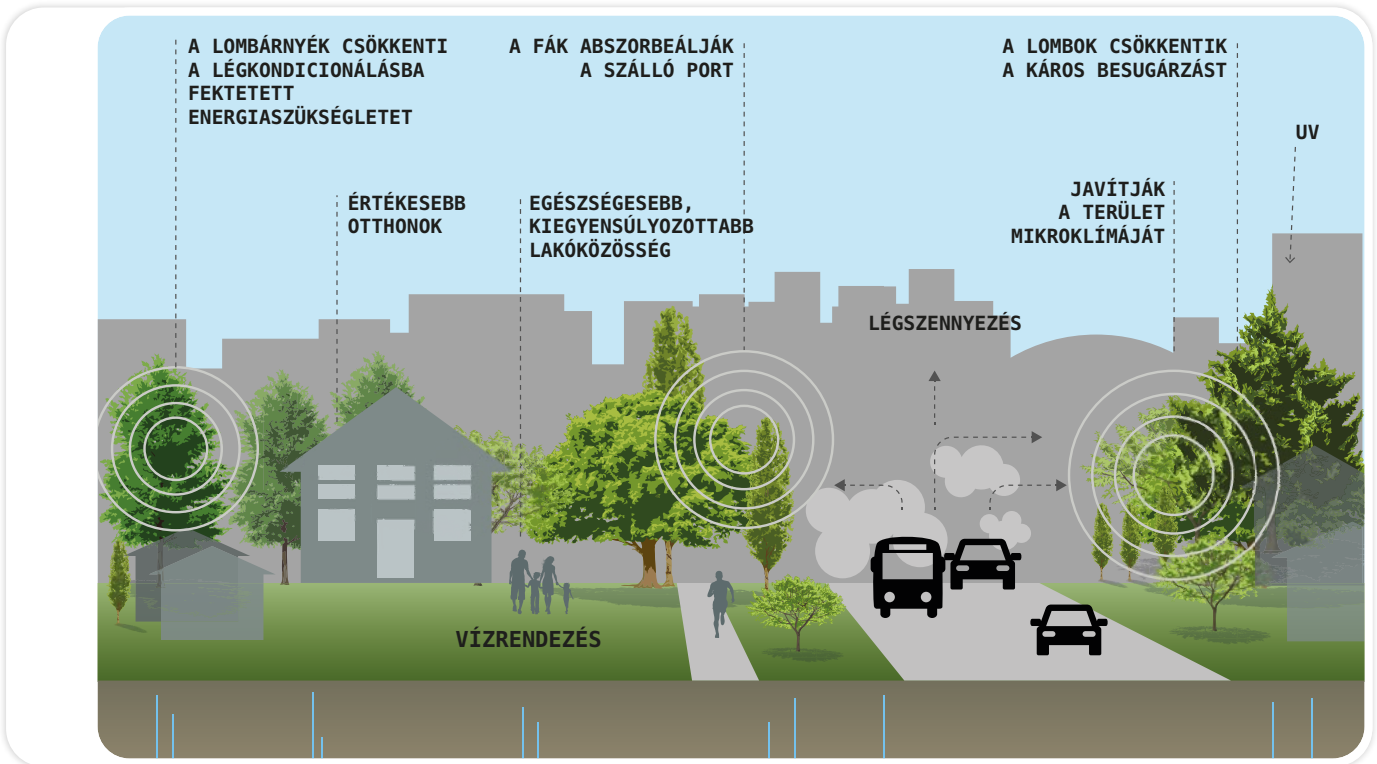 A LOMBÁRNYÉK CSÖKKENTI
A LÉGKONDICIONÁLÁSBA
FEKTETETT
ENERGIASZÜKSÉGLETET
A FÁK ABSZORBEÁLJÁK
A SZÁLLÓ PORT
A LOMBOK CSÖKKENTIK
A KÁROS BESUGÁRZÁST
UV
ÉRTÉKESEBB
OTTHONOK
EGÉSZSÉGESEBB,
KIEGYENSÚLYOZOTTABB
LAKÓKÖZÖSSÉG
JAVÍTJÁK
A TERÜLET
MIKROKLÍMÁJÁT
LÉGSZENNYEZÉS
VÍZRENDEZÉS